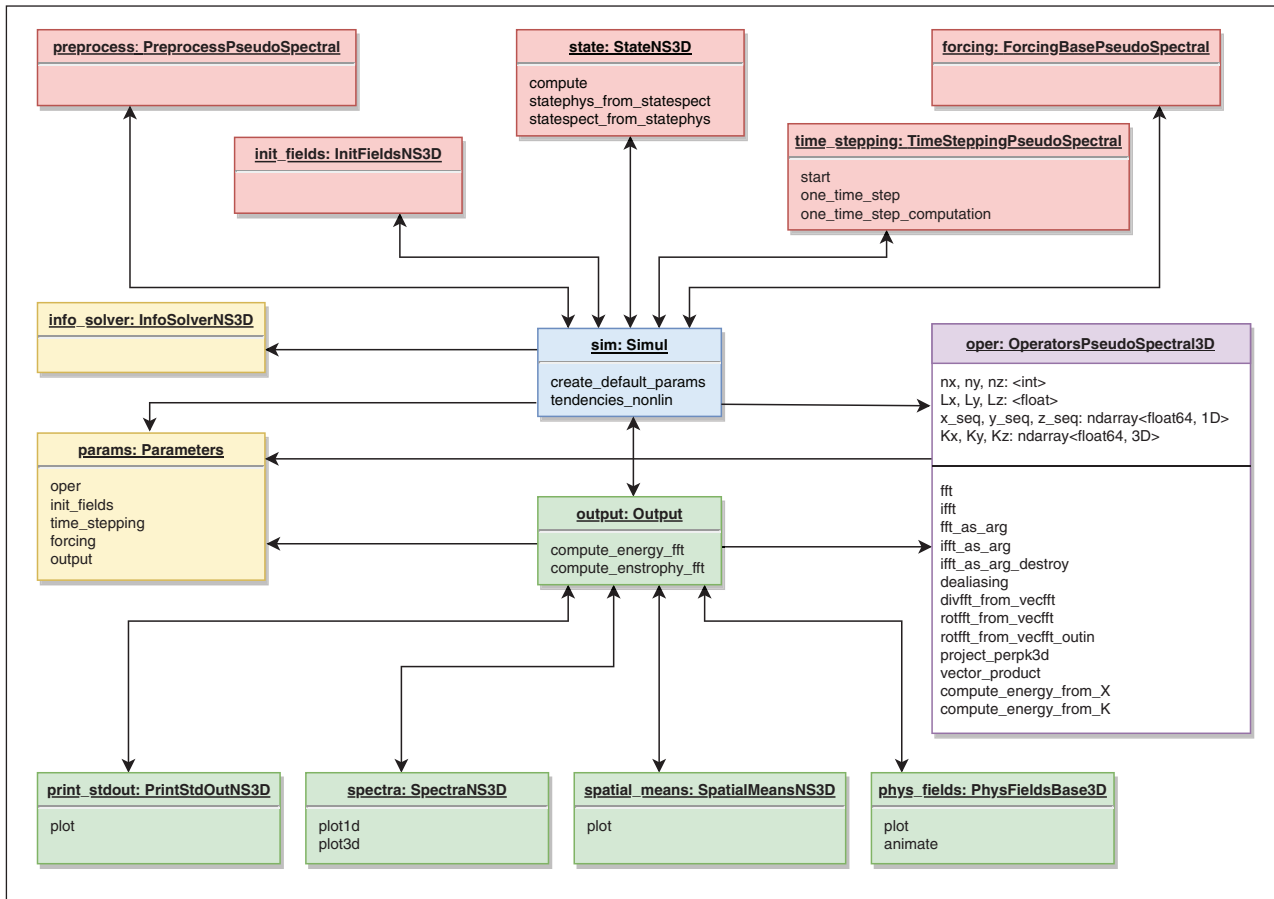 preprocess: PreprocessPseudoSpectral
state: StateNS3D
compute
statephys_from_statespect
statespect_from_statephys
forcing: ForcingBasePseudoSpectral
init_fields: InitFieldsNS3D
time_stepping: TimeSteppingPseudoSpectral
start
one_time_step
one_time_step_computation
info_solver: InfoSolverNS3D
sim: Simul
create_default_params
tendencies_nonlin
oper: OperatorsPseudoSpectral3D
nx, ny, nz: <int>
Lx, Ly, Lz: <float>
x_seq, y_seq, z_seq: ndarray<float64, 1D>
Kx, Ky, Kz: ndarray<float64, 3D>
fft
ifft
fft_as_arg
ifft_as_arg
ifft_as_arg_destroy
dealiasing
divfft_from_vecfft
rotfft_from_vecfft
rotfft_from_vecfft_outin
project_perpk3d
vector_product
compute_energy_from_X
compute_energy_from_K
params: Parameters
oper
init_fields
time_stepping
forcing
output
output: Output
compute_energy_fft
compute_enstrophy_fft
print_stdout: PrintStdOutNS3D
plot
spectra: SpectraNS3D
plot1d
plot3d
spatial_means: SpatialMeansNS3D
plot
phys_fields: PhysFieldsBase3D
plot
animate